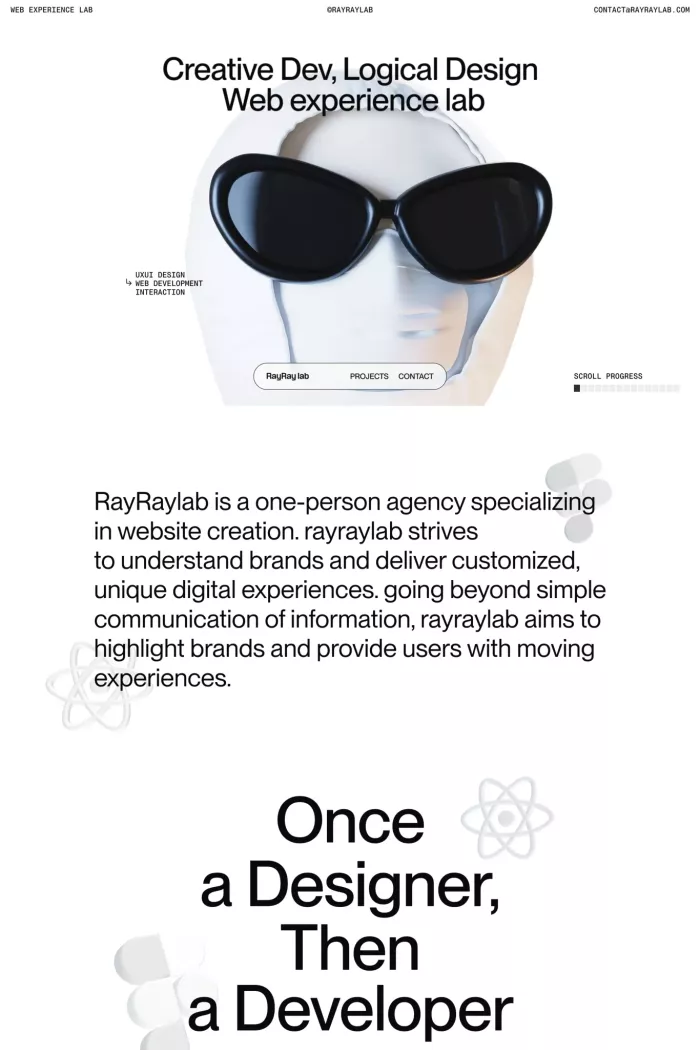 WEB EXPERIENCE LAB
©RAYRAYLAB
CONTACT@RAYRAYLAB.COM
Creative Dev, Logical Design
Web experience lab
UXUI DESIGN
↳ WEB DEVELOPMENT
INTERACTION
RayRay lab
PROJECTS
CONTACT
SCROLL PROGRESS
RayRaylab is a one-person agency specializing
in website creation. rayraylab strives
to understand brands and deliver customized,
unique digital experiences. going beyond simple
communication of information, rayraylab aims to
highlight brands and provide users with moving
experiences.
Once
a Designer,
Then
a Developer